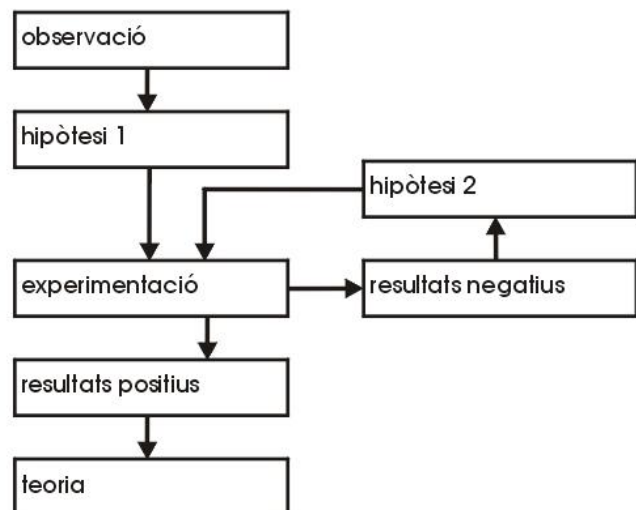 observació
hipòtesi 1
hipòtesi 2
experimentació
resultats negatius
resultats positius
teoria